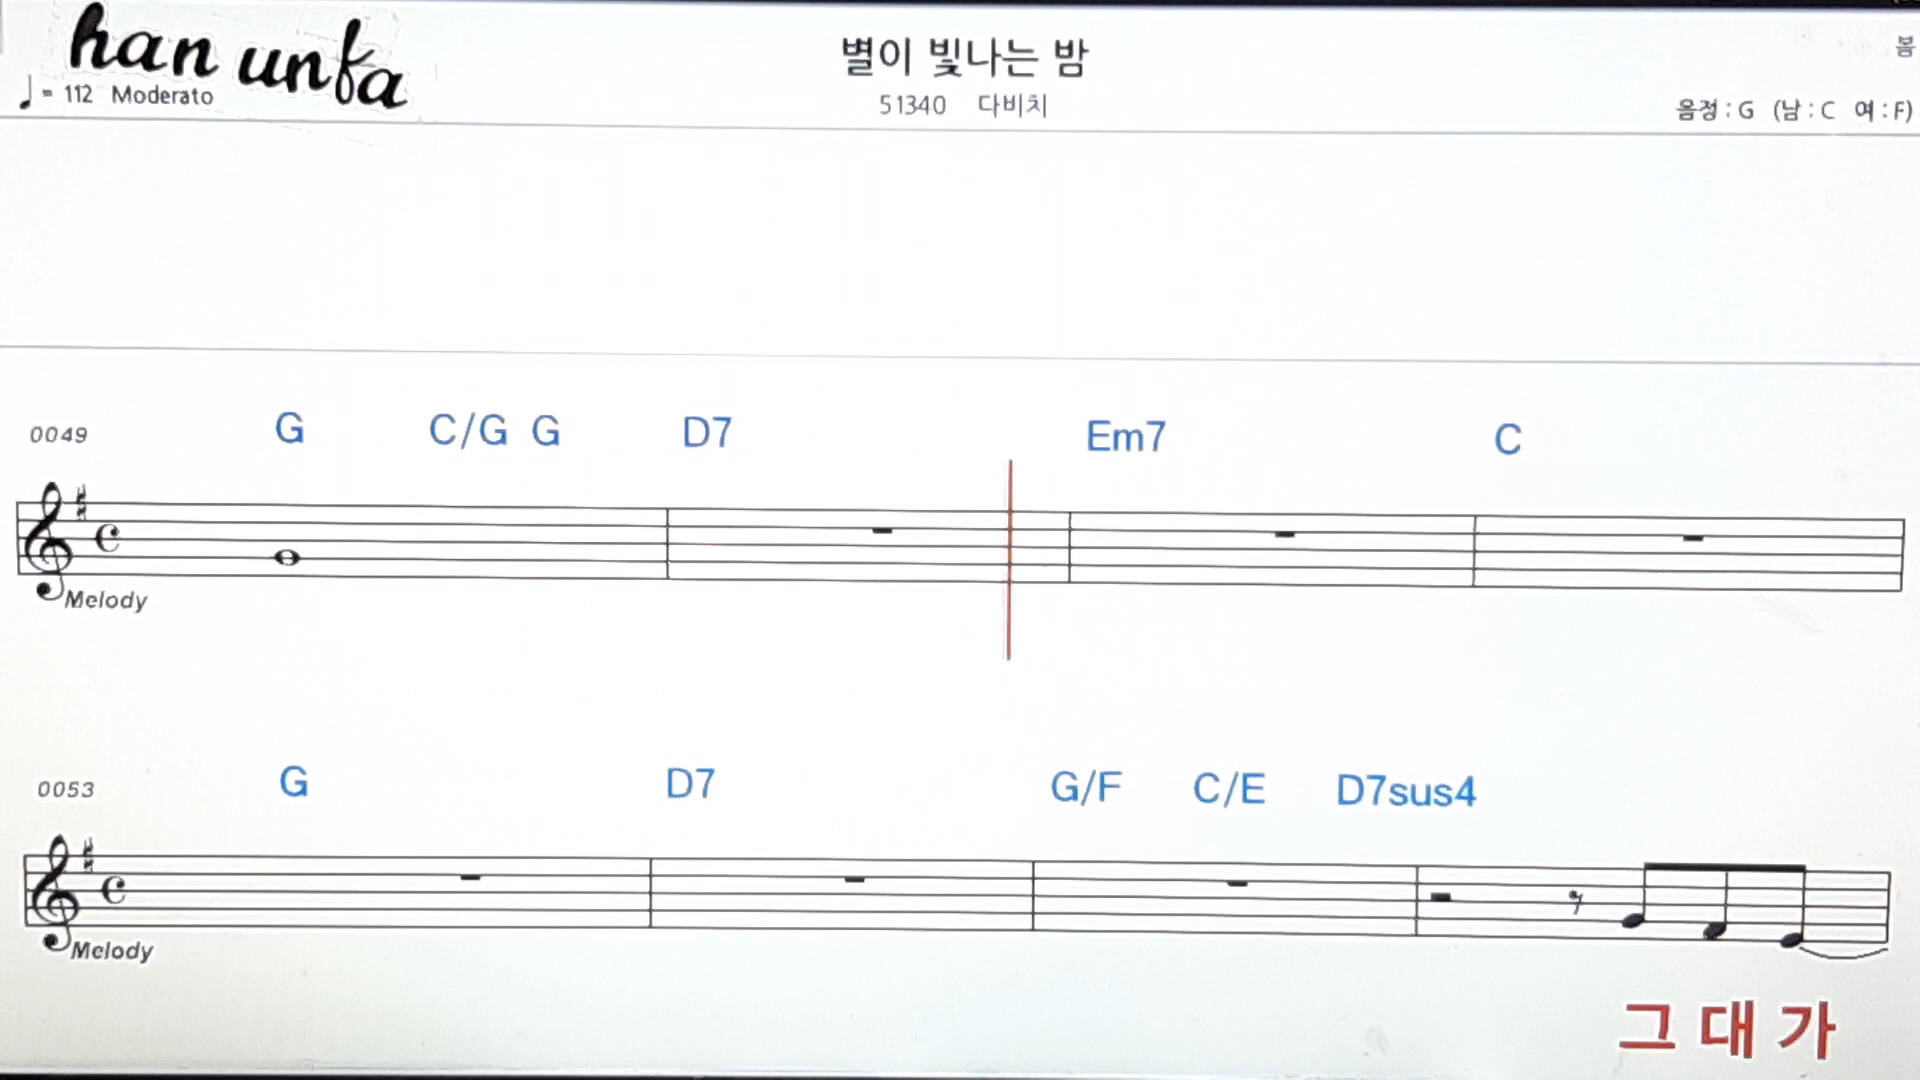 han unfa
♩ = 112 Moderato
별이 빛나는 밤
51340 다비치
봄
음정 : G (남 : C 여 : F)
0049 G C/G G D7 Em7 C
Melody
0053 G D7 G/F C/E D7sus4
Melody
그 대 가